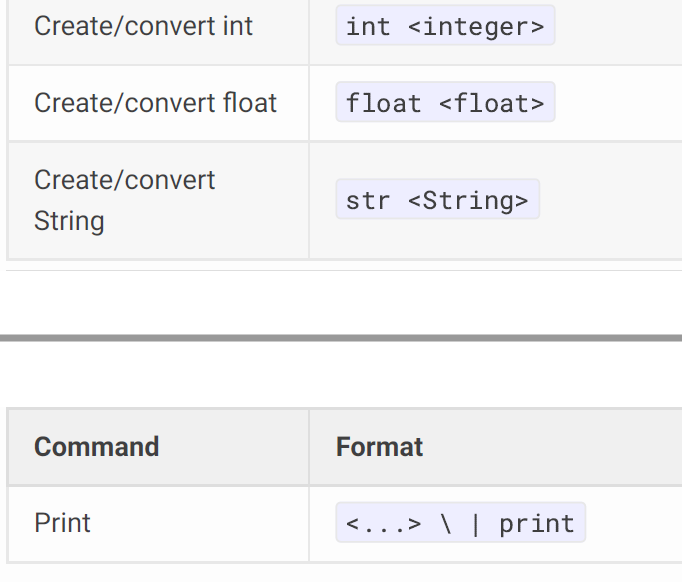 Create/convert int int <integer>
Create/convert float float <float>
Create/convert
String str <String>
Command Format
Print <...> \ | print